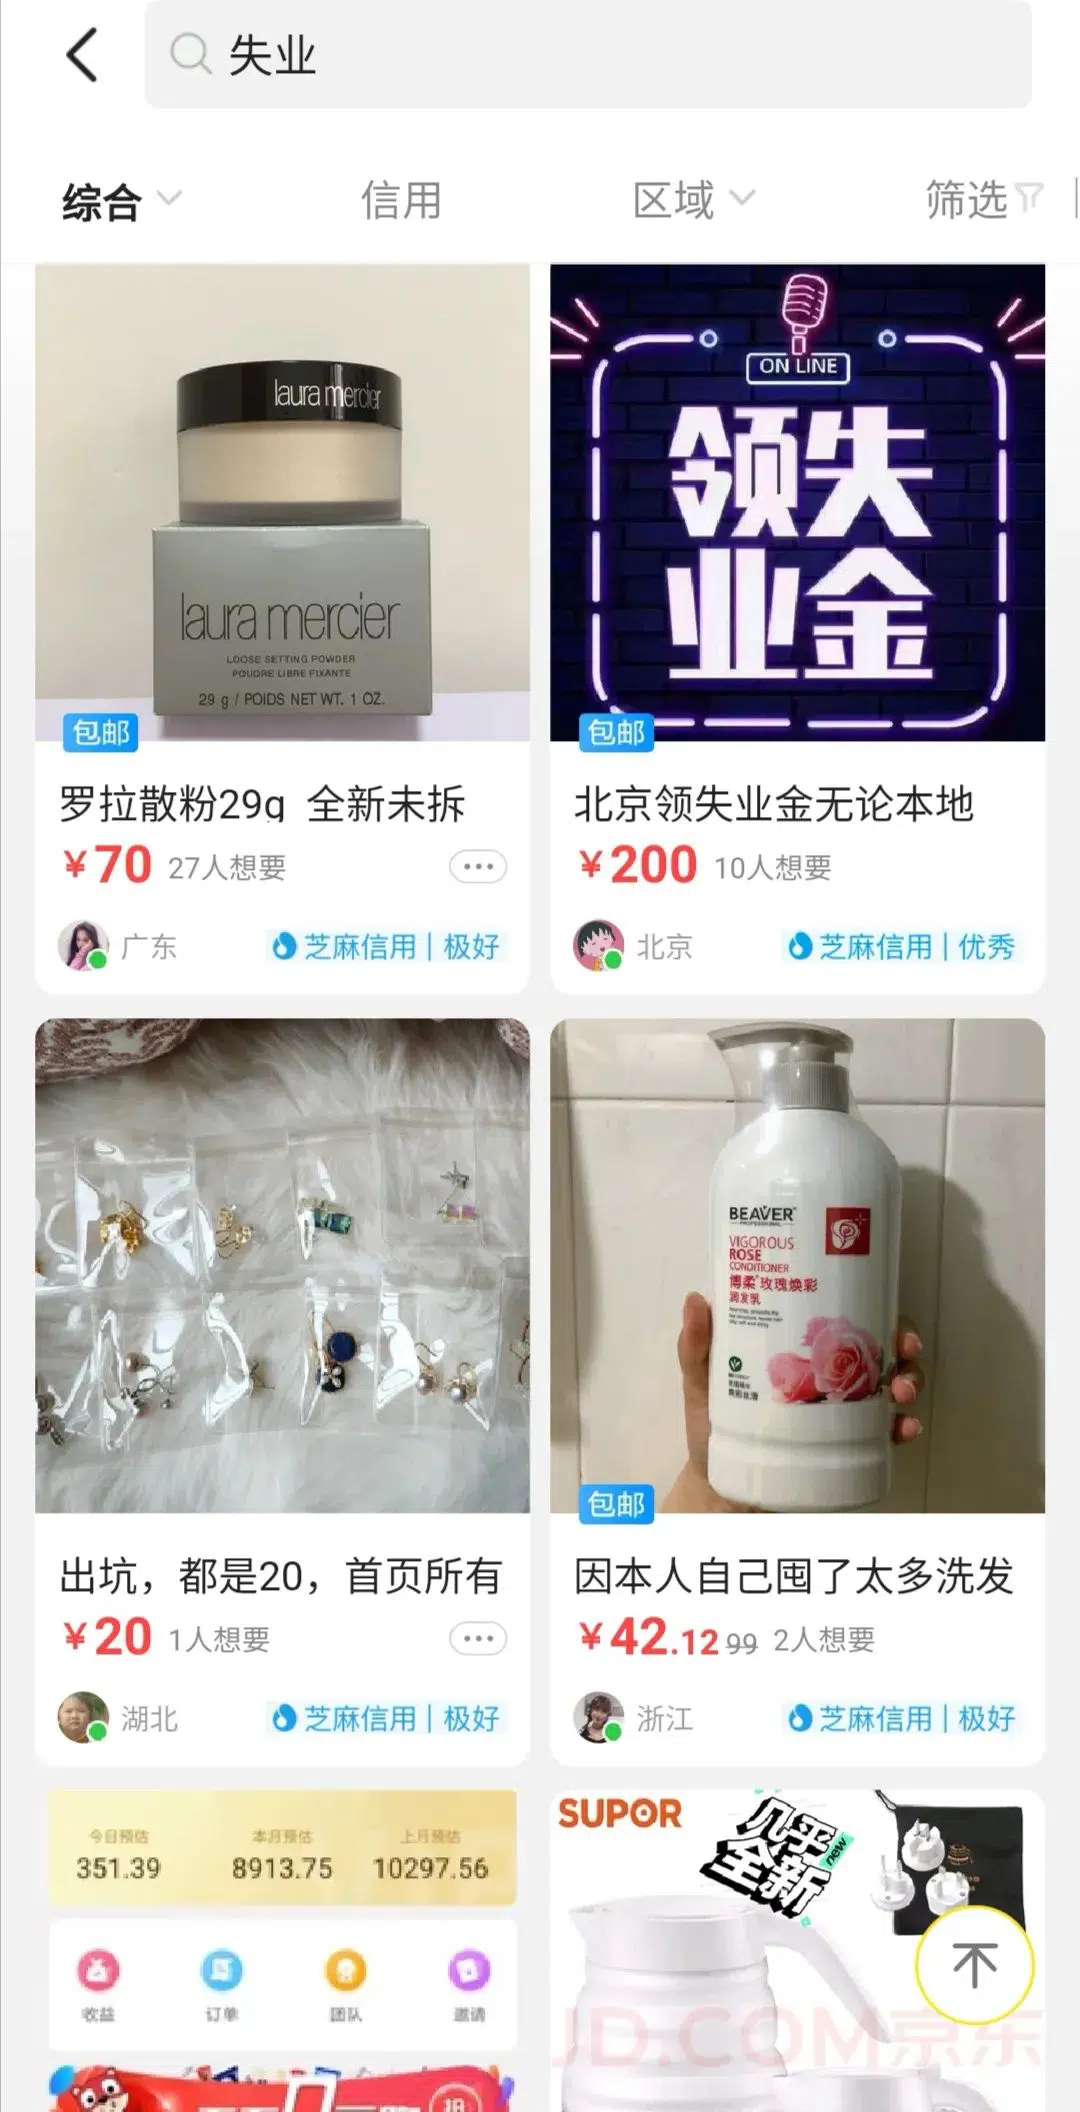 失业
综合
信用
区域
筛选
laura mercier
laura mercier
LOOSE SETTING POWDER
POUDRE LIBRE FIXANTE
29 g / POIDS NET WT. 1 OZ.
包邮
罗拉散粉29g 全新未拆
¥70 27人想要
广东
芝麻信用 | 极好
ON LINE
领失
业金
包邮
北京领失业金无论本地
¥200 10人想要
北京
芝麻信用 | 优秀
出坑，都是20，首页所有
¥20 1人想要
湖北
芝麻信用 | 极好
BEAVER
PROFESSIONAL
VIGOROUS
ROSE
CONDITIONER
博柔 玫瑰焕彩
润发乳
包邮
因本人自己囤了太多洗发
¥42.12 99 2人想要
浙江
芝麻信用 | 极好
今日预估 本月预估 上月预估
351.39 8913.75 10297.56
收益 订单 团队 邀请
SUPOR
几乎
全新
new
JD.COM京东